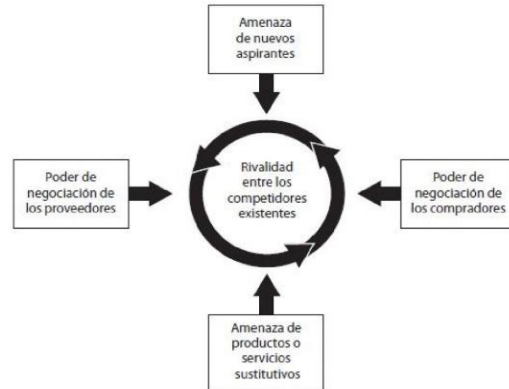 Amenaza
de nuevos
aspirantes
Poder de
negociación de
los proveedores
Rivalidad
entre los
competidores
existentes
Poder de
negociación de
los compradores
Amenaza de
productos o
servicios
sustitutivos